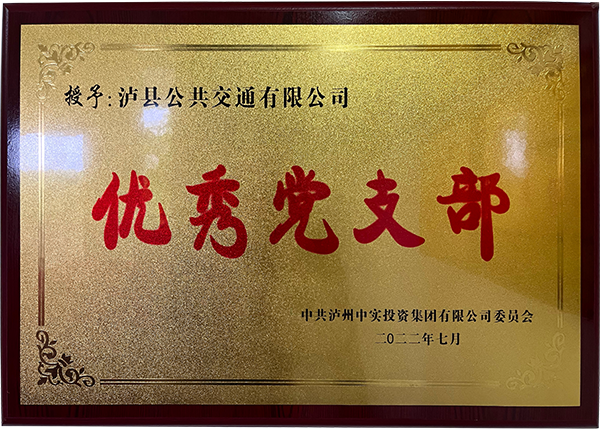 授予:泸县公共交通有限公司
优秀党支部
中共泸州中实投资集团有限公司委员会
二0二二年七月